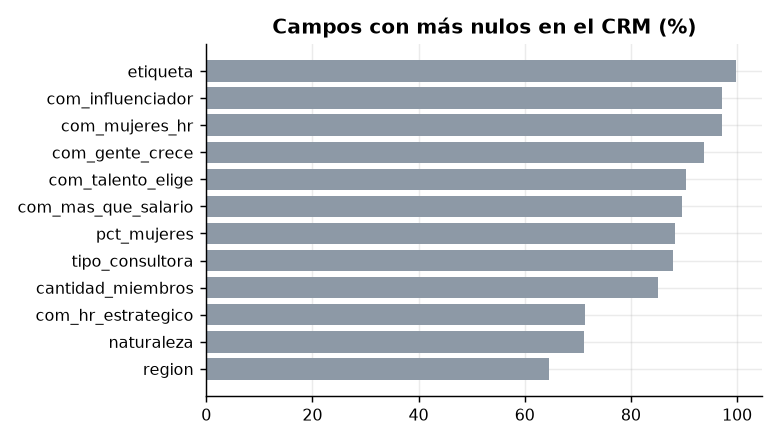 Campos con más nulos en el CRM (%)
etiqueta
com_influenciador
com_mujeres_hr
com_gente_crece
com_talento_elige
com_mas_que_salario
pct_mujeres
tipo_consultora
cantidad_miembros
com_hr_estrategico
naturaleza
region
0 20 40 60 80 100